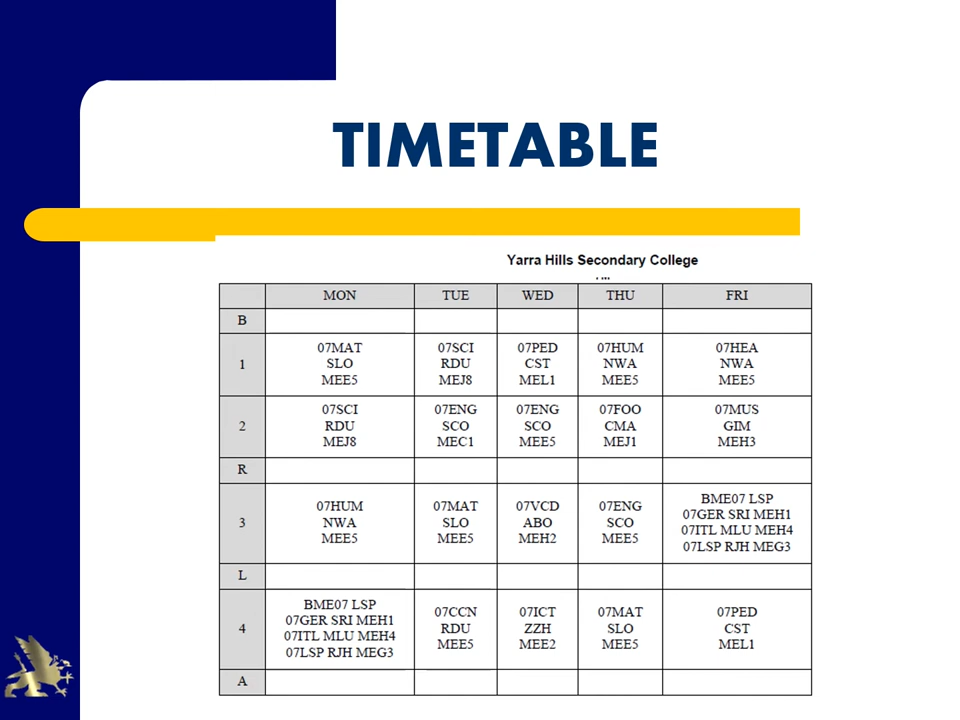 TIMETABLE
Yarra Hills Secondary College
MON TUE WED THU FRI
B
1
07MAT
SLO
MEE5
07SCI
RDU
MEJ8
07PED
CST
MEL1
07HUM
NWA
MEE5
07HEA
NWA
MEE5
2
07SCI
RDU
MEJ8
07ENG
SCO
MEC1
07ENG
SCO
MEE5
07FOO
CMA
MEJ1
07MUS
GIM
MEH3
R
3
07HUM
NWA
MEE5
07MAT
SLO
MEE5
07VCD
ABO
MEH2
07ENG
SCO
MEE5
BME07 LSP
07GER SRI MEH1
07ITL MLU MEH4
07LSP RJH MEG3
L
4
BME07 LSP
07GER SRI MEH1
07ITL MLU MEH4
07LSP RJH MEG3
07CCN
RDU
MEE5
07ICT
ZZH
MEE2
07MAT
SLO
MEE5
07PED
CST
MEL1
A